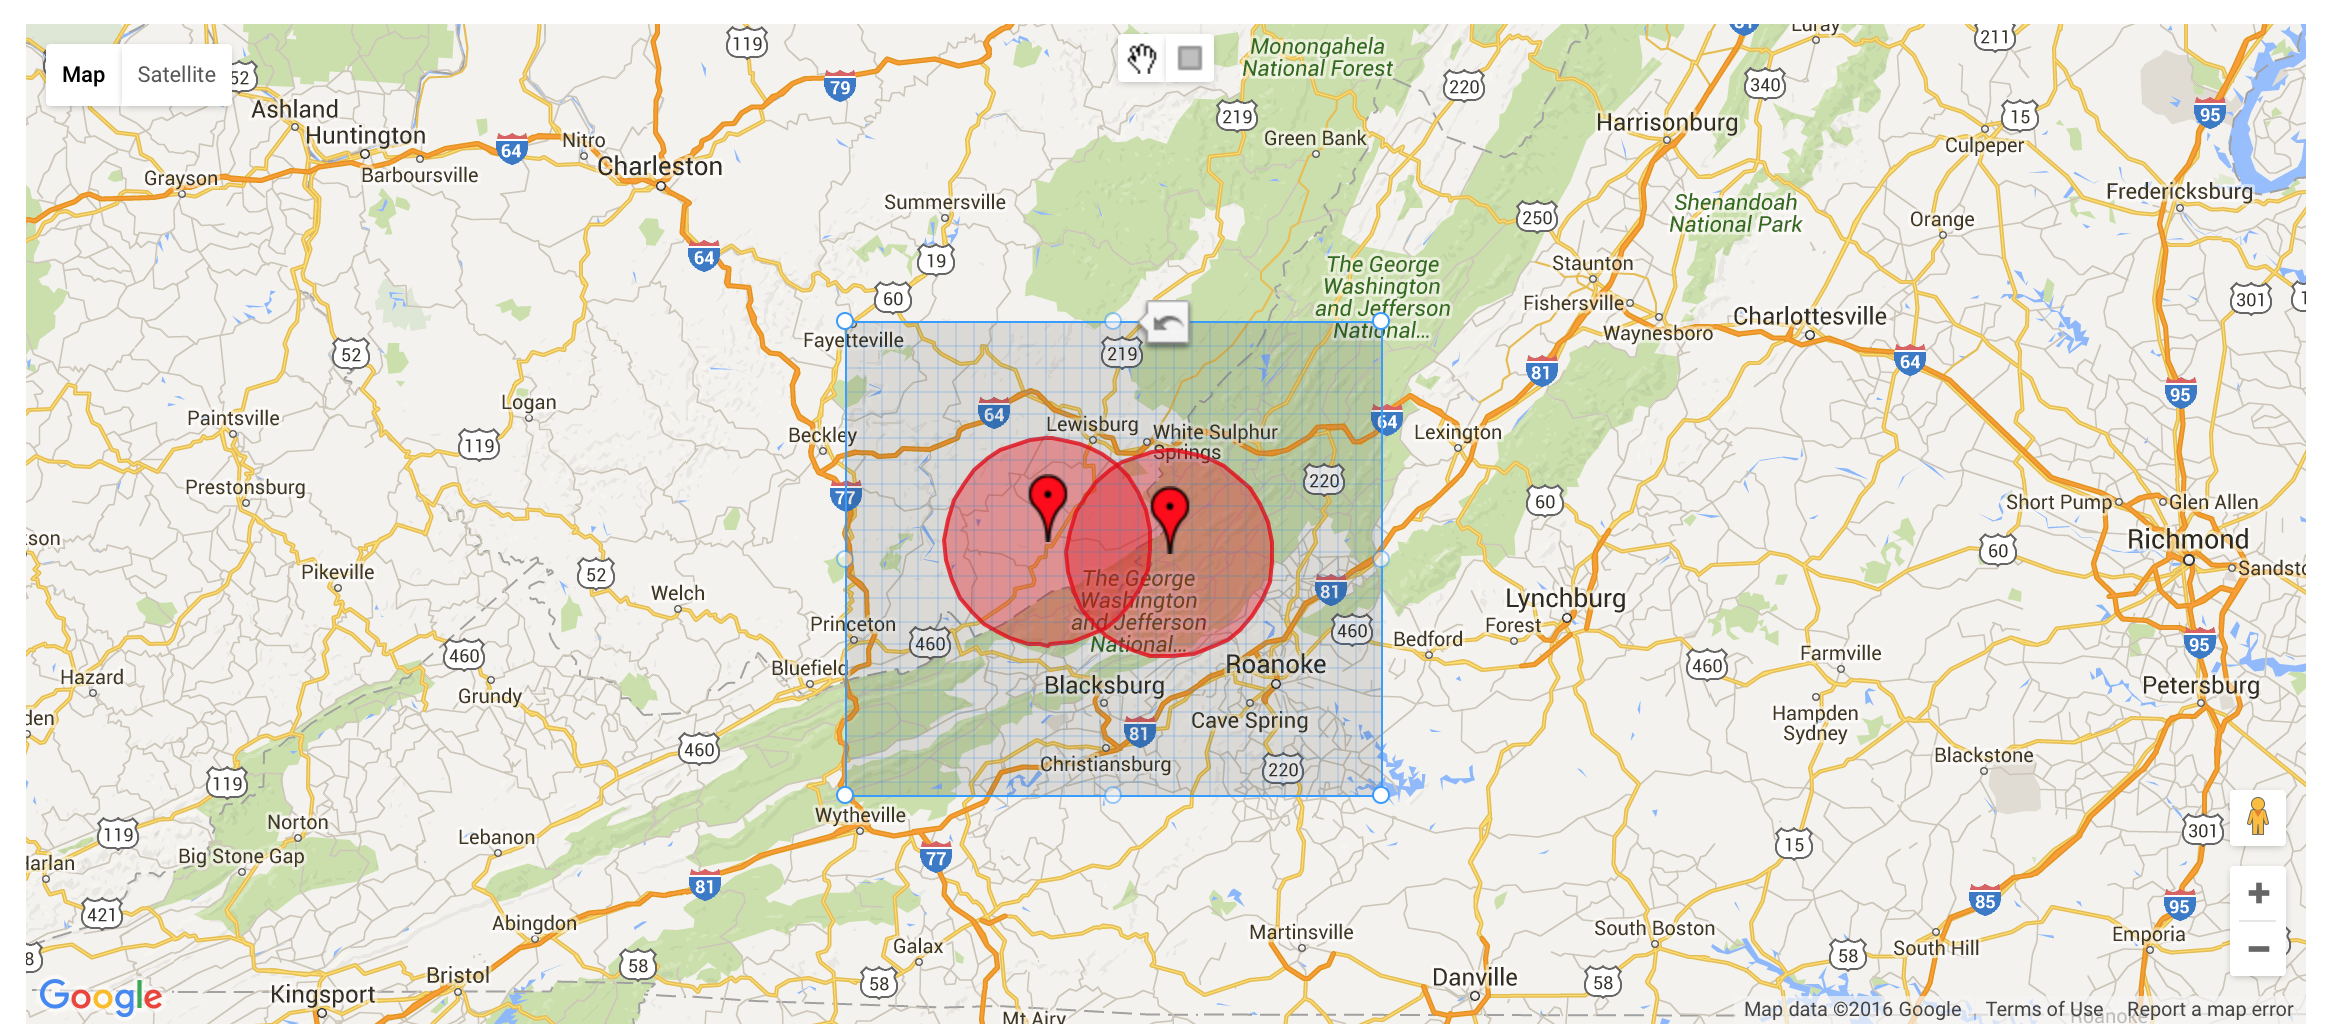 Map
Satellite
52
Ashland
Huntington
Grayson
Barboursville
64
Nitro
Charleston
119
79
64
Summersville
19
60
Monongahela
National Forest
219
Green Bank
220
211
340
15
Harrisonburg
Culpeper
95
Fredericksburg
250
Shenandoah
National Park
Orange
Staunton
Fishersville
Waynesboro
Charlottesville
301
The George
Washington
and Jefferson
National...
52
Fayetteville
219
81
64
95
Logan
Paintsville
119
Beckley
64
Lewisburg
White Sulphur
Springs
64
Lexington
Prestonsburg
77
220
60
Short Pump
Glen Allen
Richmond
60
Pikeville
52
Welch
The George
Washington
and Jefferson
National...
81
Lynchburg
Forest
Princeton
460
460
Bedford
460
Farmville
95
Hazard
460
Grundy
Bluefield
Blacksburg
Roanoke
Cave Spring
Petersburg
Hampden
Sydney
460
81
Christiansburg
220
Blackstone
119
119
Norton
Big Stone Gap
Lebanon
Wytheville
77
15
301
421
81
Abingdon
Galax
Martinsville
South Boston
85
95
South Hill
Emporia
58
58
58
58
Bristol
Kingsport
Danville
Mt Airy
Google
Map data ©2016 Google
Terms of Use
Report a map error